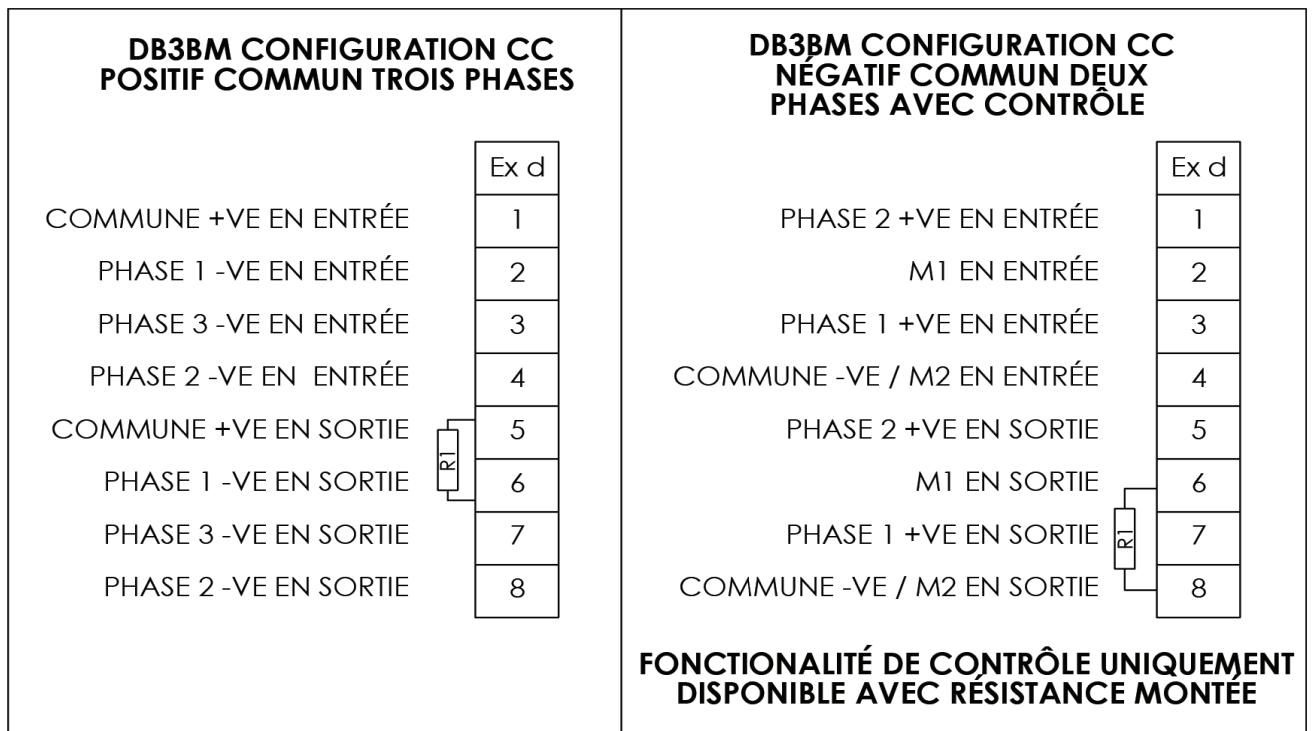 DB3BM CONFIGURATION CC
POSITIF COMMUN TROIS PHASES
Ex d
COMMUNE +VE EN ENTRÉE 1
PHASE 1 -VE EN ENTRÉE 2
PHASE 3 -VE EN ENTRÉE 3
PHASE 2 -VE EN ENTRÉE 4
COMMUNE +VE EN SORTIE 5
R1
PHASE 1 -VE EN SORTIE 6
PHASE 3 -VE EN SORTIE 7
PHASE 2 -VE EN SORTIE 8
DB3BM CONFIGURATION CC
NÉGATIF COMMUN DEUX
PHASES AVEC CONTRÔLE
Ex d
PHASE 2 +VE EN ENTRÉE 1
M1 EN ENTRÉE 2
PHASE 1 +VE EN ENTRÉE 3
COMMUNE -VE / M2 EN ENTRÉE 4
PHASE 2 +VE EN SORTIE 5
M1 EN SORTIE 6
PHASE 1 +VE EN SORTIE R1 7
COMMUNE -VE / M2 EN SORTIE 8
FONCTIONALITÉ DE CONTRÔLE UNIQUEMENT
DISPONIBLE AVEC RÉSISTANCE MONTÉE